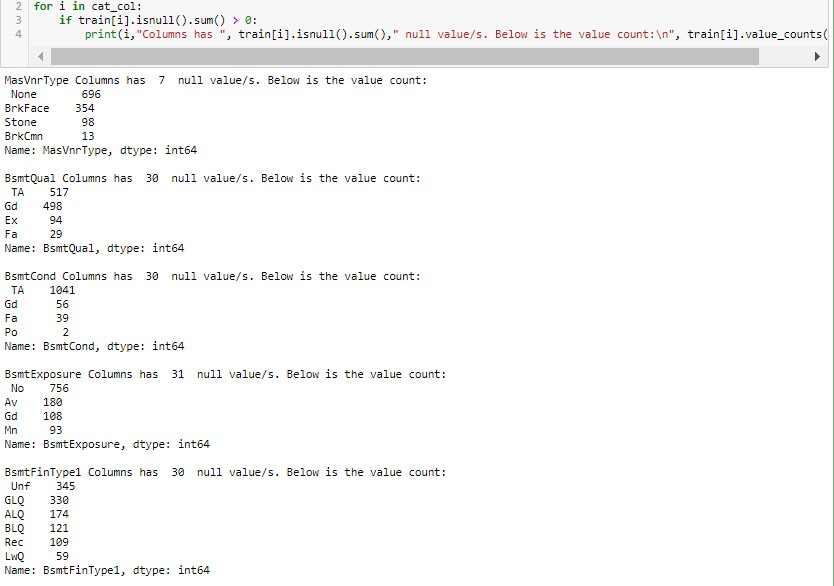 2 for i in cat_col:
3     if train[i].isnull().sum() > 0:
4         print(i,"Columns has ", train[i].isnull().sum()," null value/s. Below is the value count:\n", train[i].value_counts(
MasVnrType Columns has  7  null value/s. Below is the value count:
 None       696
BrkFace    354
Stone       98
BrkCmn      13
Name: MasVnrType, dtype: int64
BsmtQual Columns has  30  null value/s. Below is the value count:
 TA    517
Gd    498
Ex     94
Fa     29
Name: BsmtQual, dtype: int64
BsmtCond Columns has  30  null value/s. Below is the value count:
 TA    1041
Gd      56
Fa      39
Po       2
Name: BsmtCond, dtype: int64
BsmtExposure Columns has  31  null value/s. Below is the value count:
 No    756
Av    180
Gd    108
Mn     93
Name: BsmtExposure, dtype: int64
BsmtFinType1 Columns has  30  null value/s. Below is the value count:
 Unf    345
GLQ    330
ALQ    174
BLQ    121
Rec    109
LwQ     59
Name: BsmtFinType1, dtype: int64